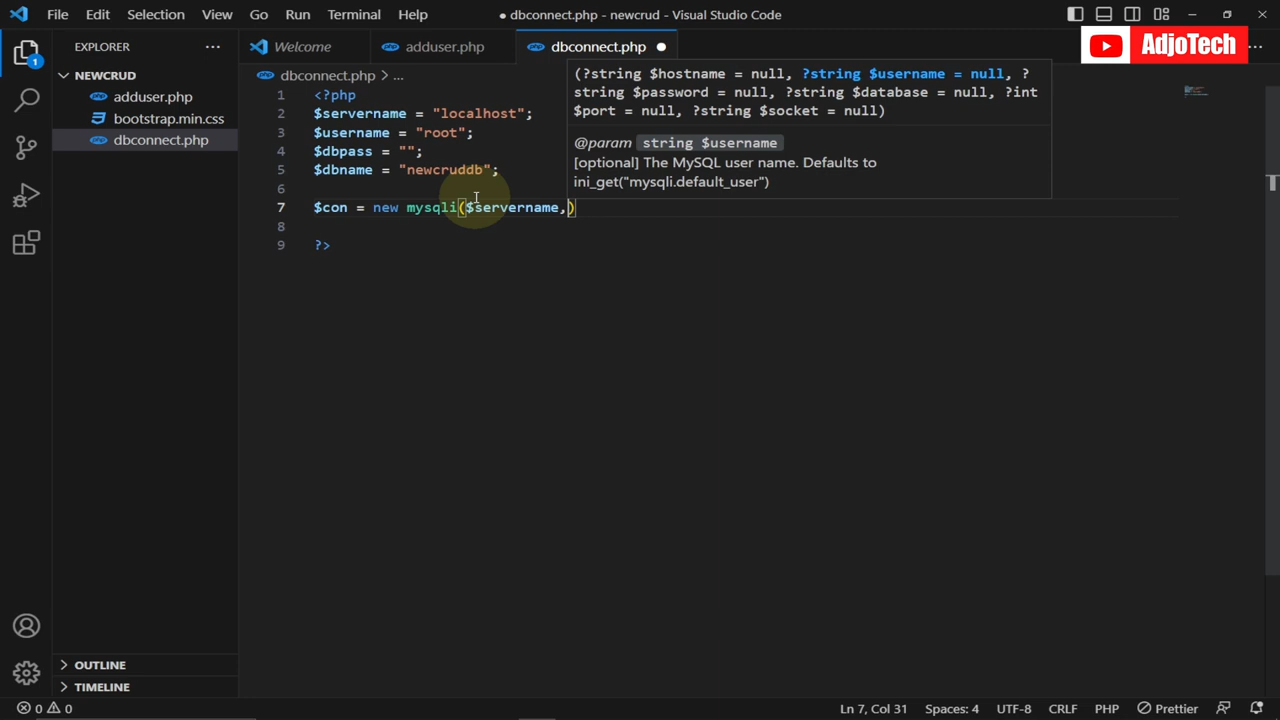 File Edit Selection View Go Run Terminal Help
● dbconnect.php - newcrud - Visual Studio Code
AdjoTech
EXPLORER
Welcome
adduser.php
dbconnect.php
NEWCRUD
adduser.php
bootstrap.min.css
dbconnect.php
dbconnect.php > ...
1 <?php
2 $servername = "localhost";
3 $username = "root";
4 $dbpass = "";
5 $dbname = "newcruddb";
6
7 $con = new mysqli($servername,)
8
9 ?>
(?string $hostname = null, ?string $username = null, ?
string $password = null, ?string $database = null, ?int
$port = null, ?string $socket = null)
@param string $username
[optional] The MySQL user name. Defaults to
ini_get("mysqli.default_user")
1
OUTLINE
TIMELINE
0 0
Ln 7, Col 31 Spaces: 4 UTF-8 CRLF PHP Prettier